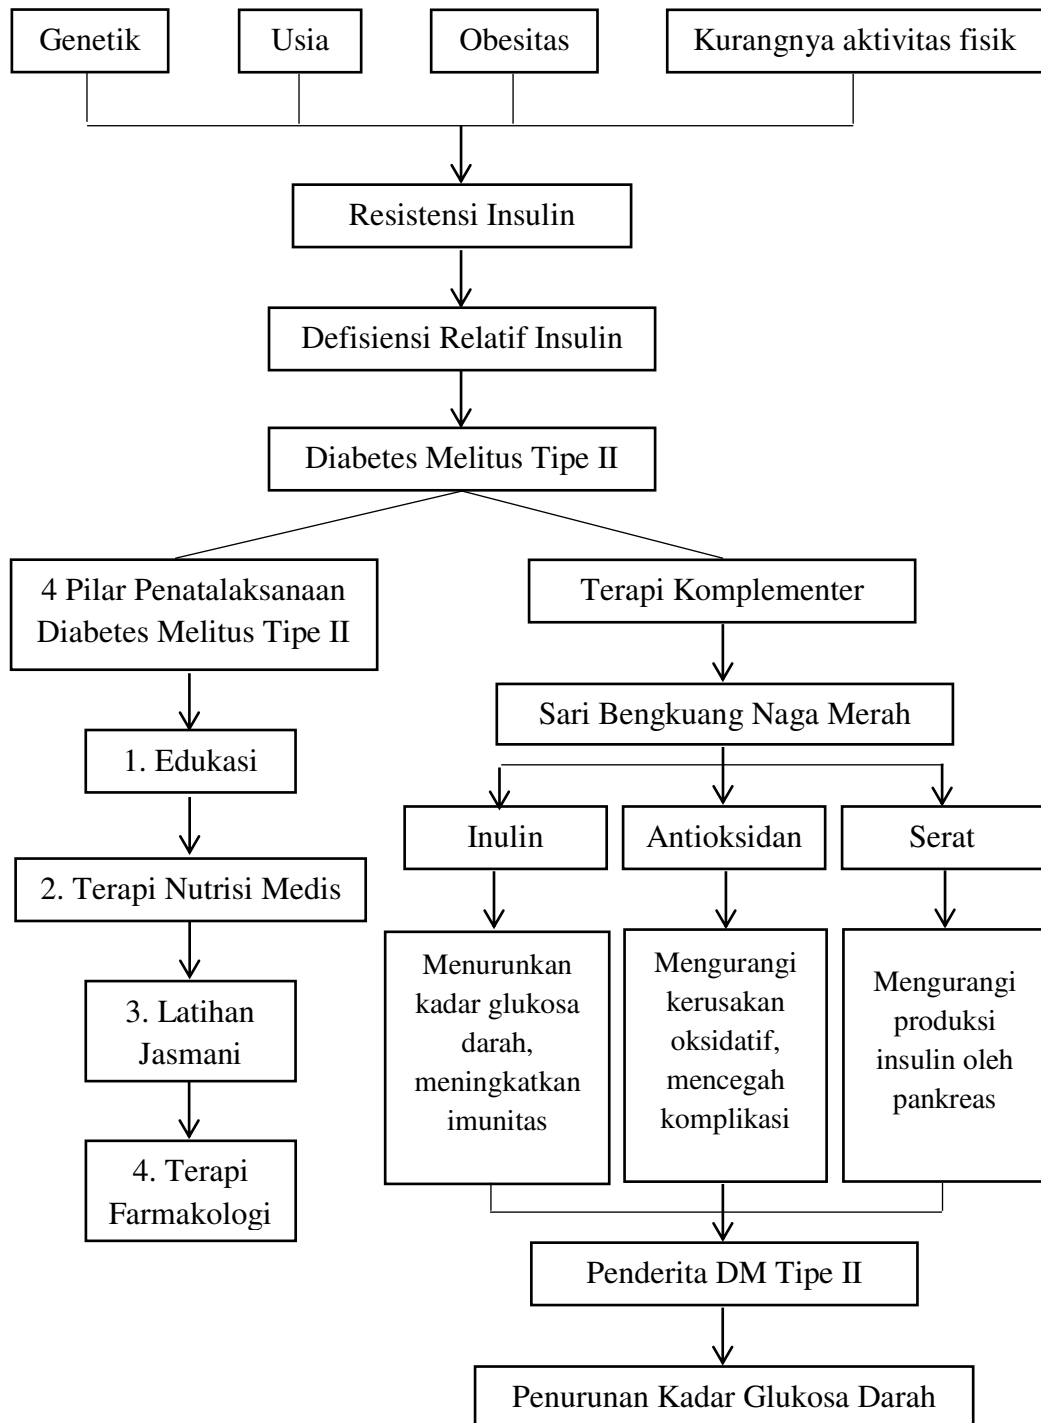 Genetik
Usia
Obesitas
Kurangnya aktivitas fisik
Resistensi Insulin
Defisiensi Relatif Insulin
Diabetes Melitus Tipe II
4 Pilar Penatalaksanaan
Diabetes Melitus Tipe II
1. Edukasi
2. Terapi Nutrisi Medis
3. Latihan
Jasmani
4. Terapi
Farmakologi
Terapi Komplementer
Sari Bengkuang Naga Merah
Inulin
Antioksidan
Serat
Menurunkan
kadar glukosa
darah,
meningkatkan
imunitas
Mengurangi
kerusakan
oksidatif,
mencegah
komplikasi
Mengurangi
produksi
insulin oleh
pankreas
Penderita DM Tipe II
Penurunan Kadar Glukosa Darah